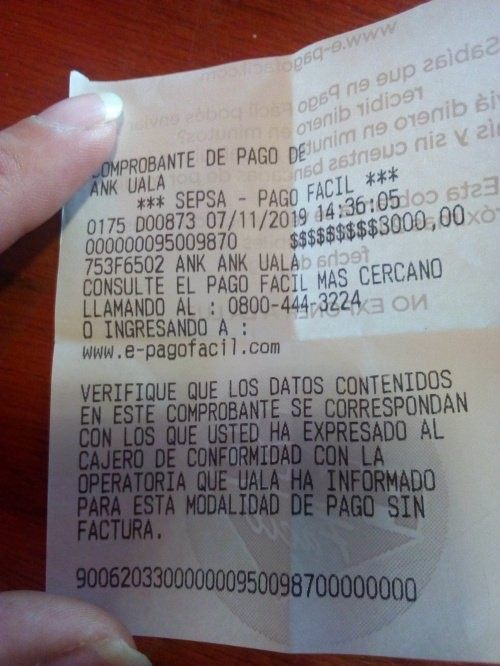 COMPROBANTE DE PAGO DE
ANK UALA
*** SEPSA - PAGO FACIL ***
0175 D00873 07/11/2019 14:36:05
000000095009870 $$$$$$$$$3000,00
753F6502 ANK ANK UALA
CONSULTE EL PAGO FACIL MAS CERCANO
LLAMANDO AL : 0800-444-3224
O INGRESANDO A :
www.e-pagofacil.com
VERIFIQUE QUE LOS DATOS CONTENIDOS
EN ESTE COMPROBANTE SE CORRESPONDAN
CON LOS QUE USTED HA EXPRESADO AL
CAJERO DE CONFORMIDAD CON LA
OPERATORIA QUE UALA HA INFORMADO
PARA ESTA MODALIDAD DE PAGO SIN
FACTURA.